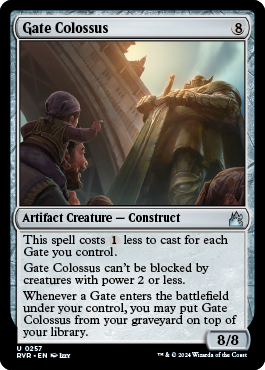 Gate Colossus 8
Artifact Creature — Construct
This spell costs 1 less to cast for each
Gate you control.
Gate Colossus can't be blocked by
creatures with power 2 or less.
Whenever a Gate enters the battlefield
under your control, you may put Gate
Colossus from your graveyard on top of
your library.
8/8
U 0257
RVR • EN Izzy
™ & © 2024 Wizards of the Coast